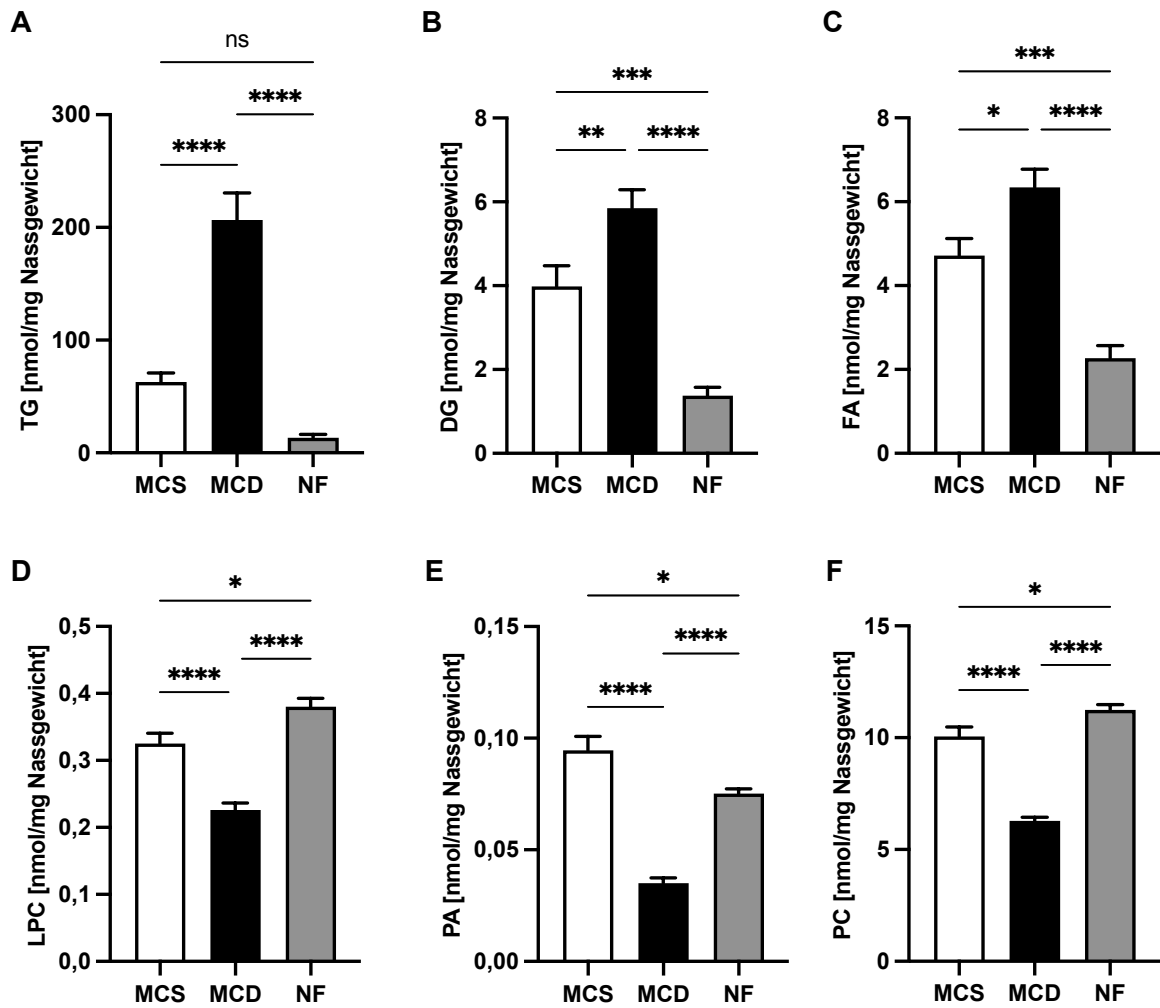 A
ns
****
****
TG [nmol/mg Nassgewicht]
300
200
100
0
MCS MCD NF
B
***
** ****
DG [nmol/mg Nassgewicht]
8
6
4
2
0
MCS MCD NF
C
***
* ****
FA [nmol/mg Nassgewicht]
8
6
4
2
0
MCS MCD NF
D
*
****
****
LPC [nmol/mg Nassgewicht]
0,5
0,4
0,3
0,2
0,1
0,0
MCS MCD NF
E
*
****
****
PA [nmol/mg Nassgewicht]
0,15
0,10
0,05
0,00
MCS MCD NF
F
*
****
****
PC [nmol/mg Nassgewicht]
15
10
5
0
MCS MCD NF